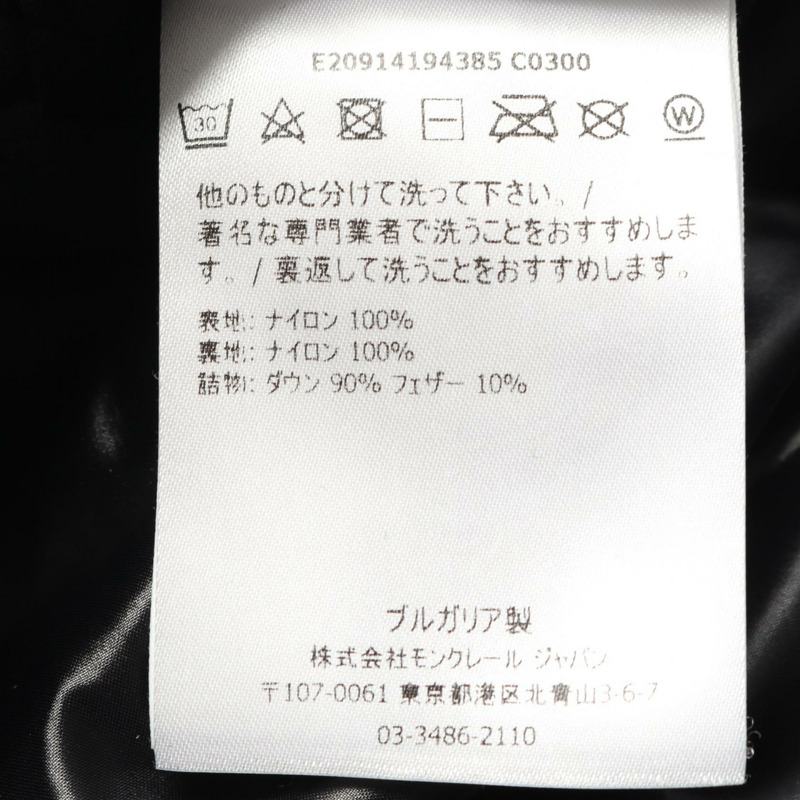 E20914194385 C0300
30
W
他のものと分けて洗って下さい。/
著名な専門業者で洗うことをおすすめしま
す。/ 裏返して洗うことをおすすめします。
表地: ナイロン 100%
裏地: ナイロン 100%
詰物: ダウン 90% フェザー 10%
ブルガリア製
株式会社モンクレール ジャパン
〒107-0061 東京都港区北青山3-6-7
03-3486-2110